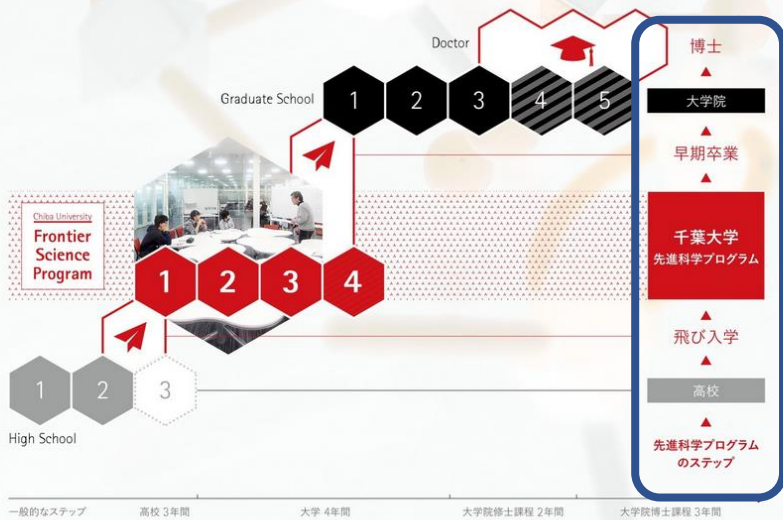 Doctor
博士
Graduate School
1 2 3 4 5
大学院
早期卒業
Chiba University
Frontier
Science
Program
1 2 3 4
千葉大学
先進科学プログラム
飛び入学
1 2 3
高校
High School
先進科学プログラム
のステップ
一般的なステップ 高校 3年間 大学 4年間 大学院修士課程 2年間 大学院博士課程 3年間